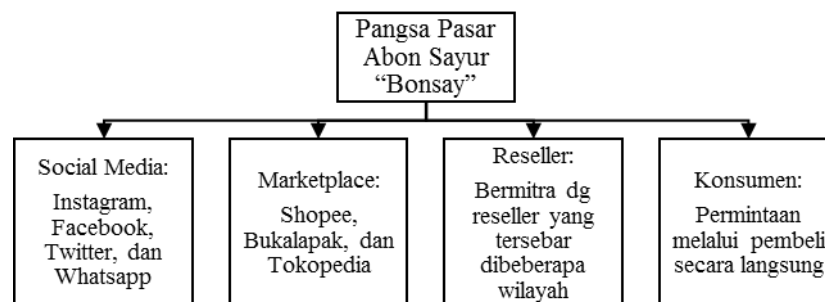 Pangsa Pasar
Abon Sayur
“Bonsay”
Social Media:
Instagram,
Facebook,
Twitter, dan
Whatsapp
Marketplace:
Shopee,
Bukalapak, dan
Tokopedia
Reseller:
Bermitra dg
reseller yang
tersebar
dibeberapa
wilayah
Konsumen:
Permintaan
melalui pembeli
secara langsung